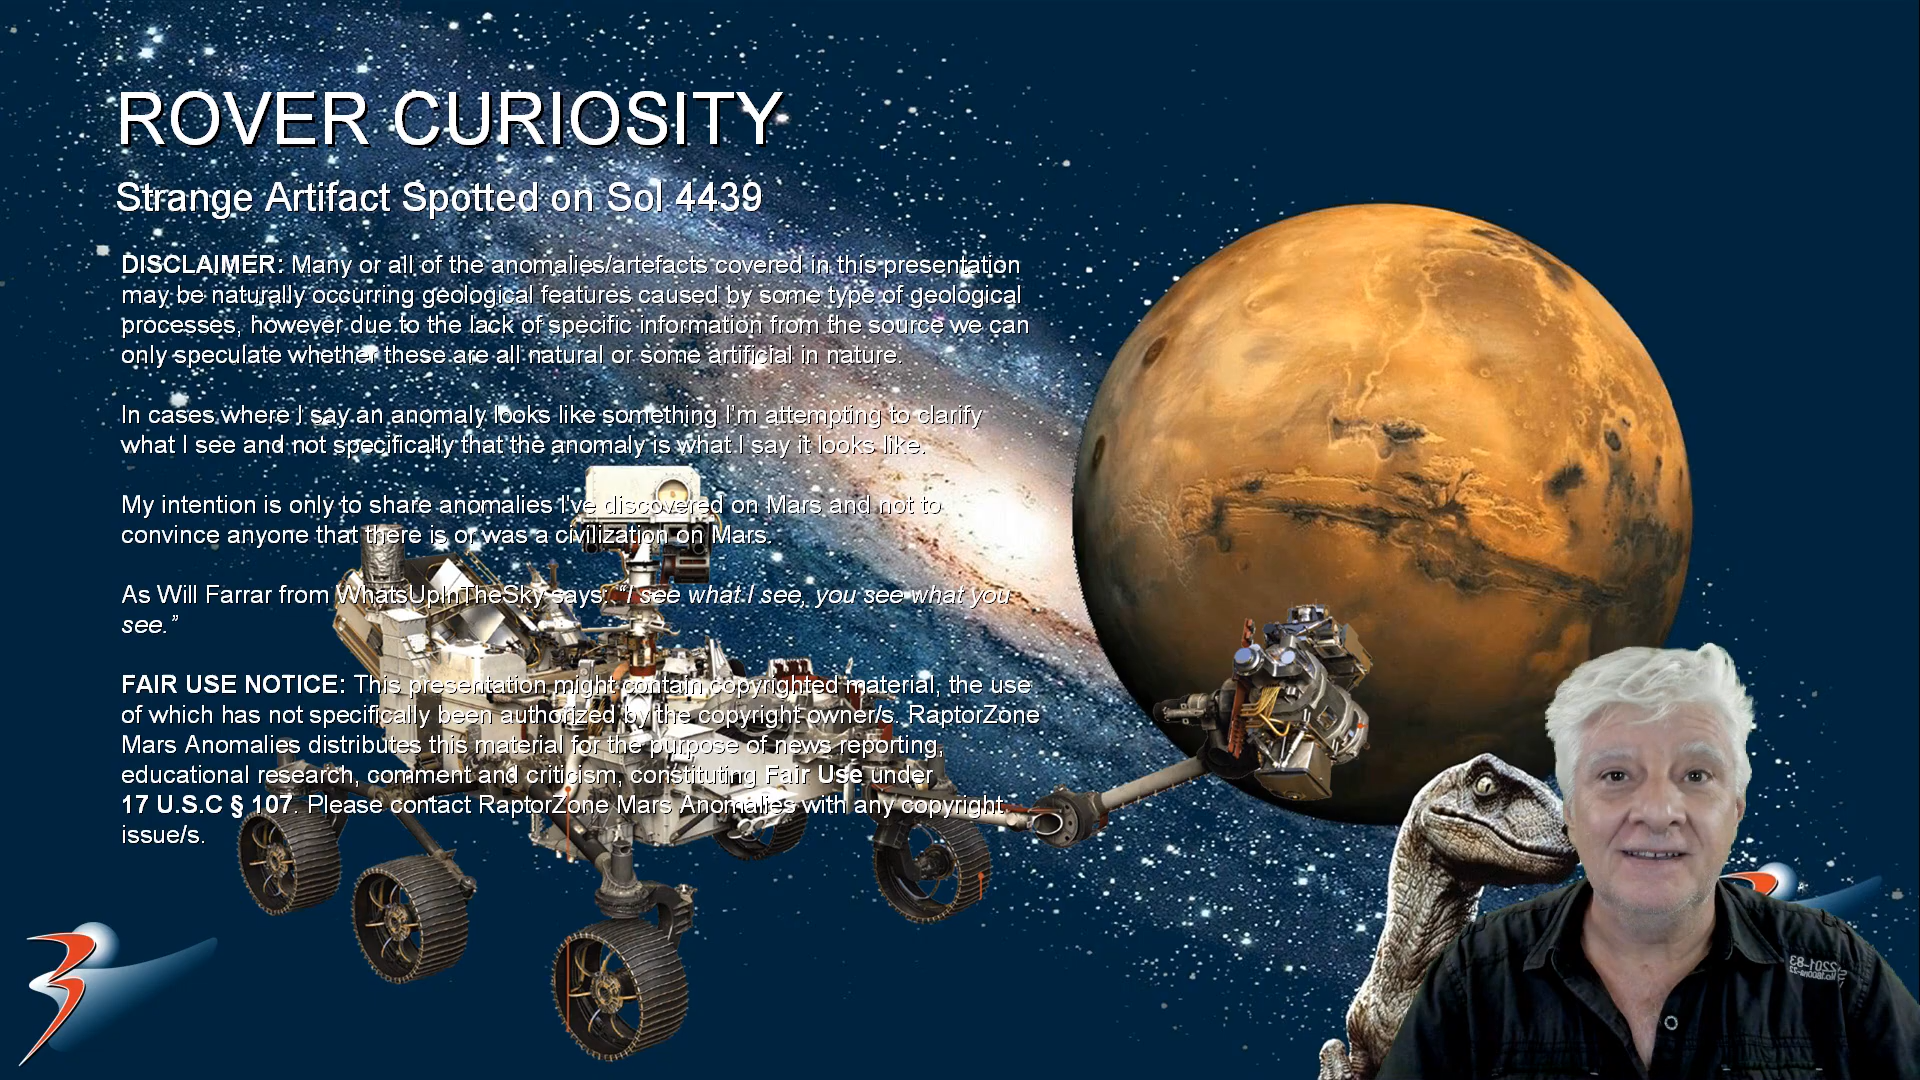 ROVER CURIOSITY
Strange Artifact Spotted on Sol 4439
DISCLAIMER: Many or all of the anomalies/artefacts covered in this presentation
may be naturally occurring geological features caused by some type of geological
processes, however due to the lack of specific information from the source we can
only speculate whether these are all natural or some artificial in nature.
In cases where I say an anomaly looks like something I'm attempting to clarify
what I see and not specifically that the anomaly is what I say it looks like.
My intention is only to share anomalies I've discovered on Mars and not to
convince anyone that there is or was a civilization on Mars.
As Will Farrar from WhatsUpInTheSky says: “I see what I see, you see what you
see.”
FAIR USE NOTICE: This presentation might contain copyrighted material, the use
of which has not specifically been authorized by the copyright owner/s. RaptorZone
Mars Anomalies distributes this material for the purpose of news reporting,
educational research, comment and criticism, constituting Fair Use under
17 U.S.C § 107. Please contact RaptorZone Mars Anomalies with any copyright
issue/s.